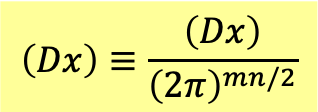 (Dx) ≡ (Dx) / (2π)^{mn/2}